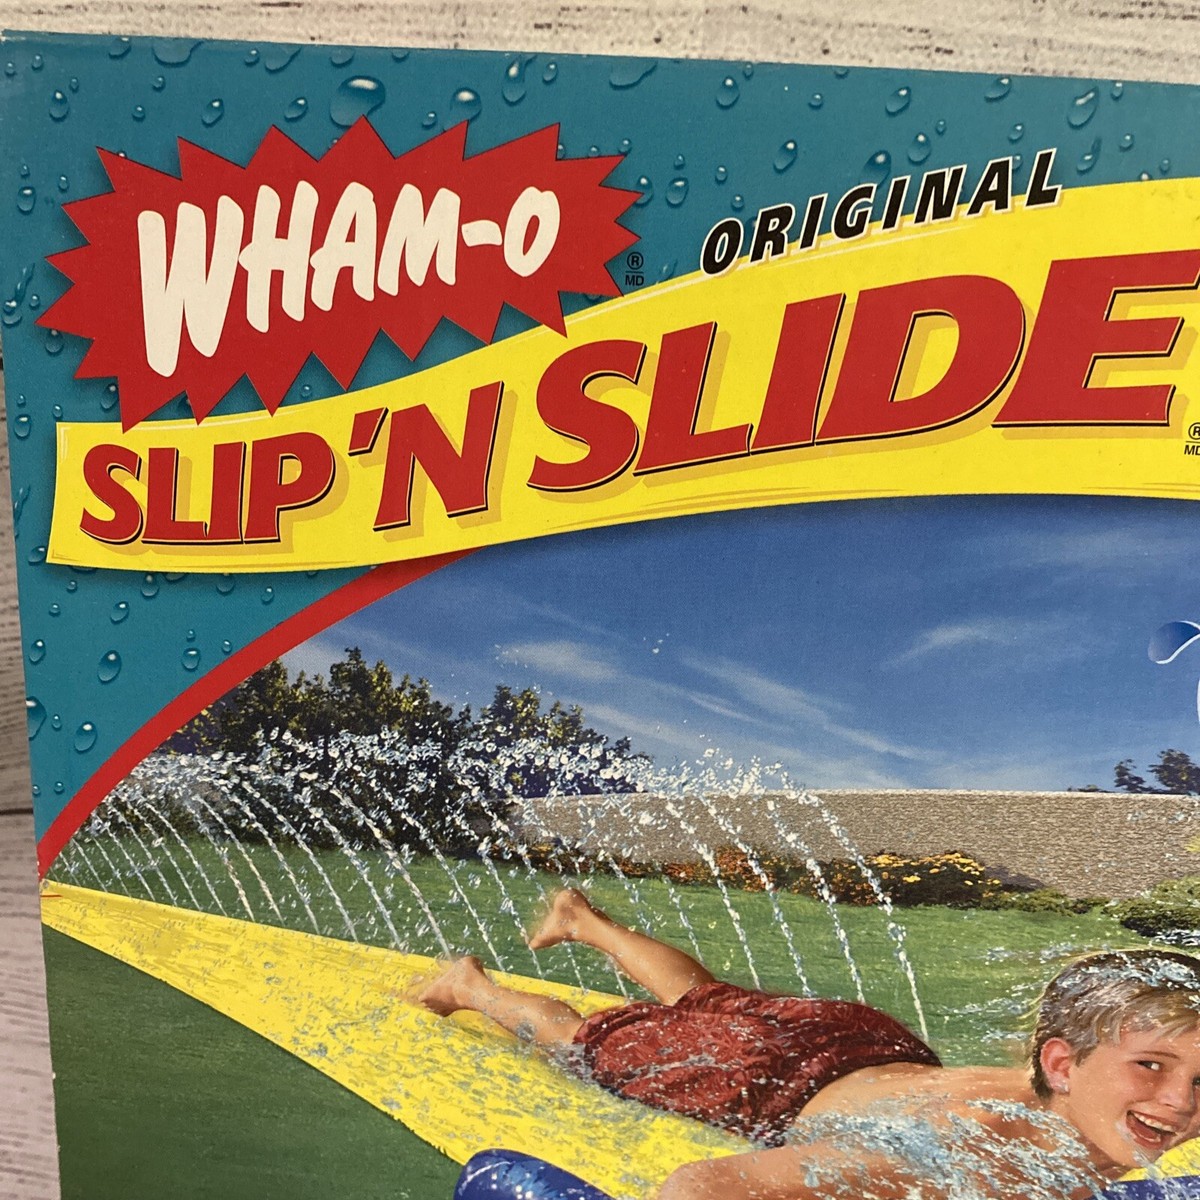 WHAM-O
® MD
ORIGINAL
SLIP 'N SLIDE
® MD